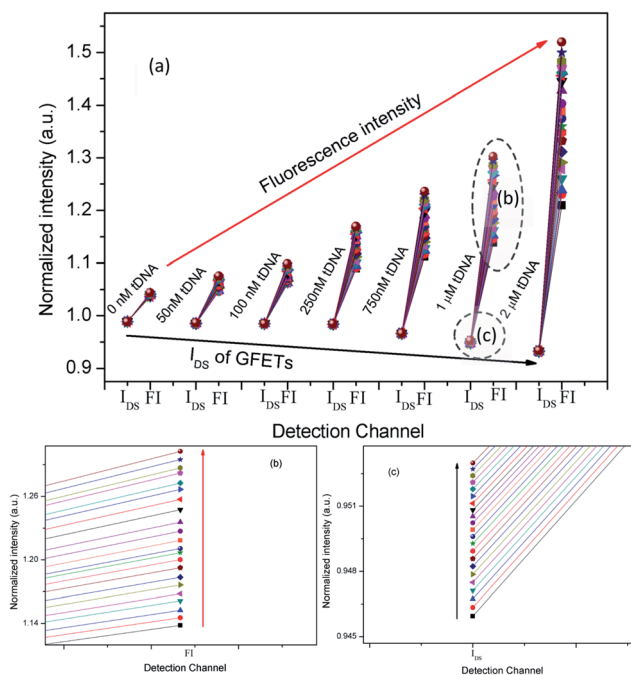 (a)
Normalized intensity (a.u.)
1.5
1.4
1.3
1.2
1.1
1.0
0.9
Fluorescence intensity
0 nM tDNA
50nM tDNA
100 nM tDNA
250nM tDNA
750nM tDNA
1 μM tDNA
2 μM tDNA
(b)
(c)
IDS of GFETs
IDS FI IDS FI IDS FI IDS FI IDS FI IDS FI IDS FI
Detection Channel
(b)
Normalized intensity (a.u.)
1.26
1.20
1.14
FI
Detection Channel
(c)
Normalized intensity (a.u.)
0.951
0.948
0.945
IDS
Detection Channel